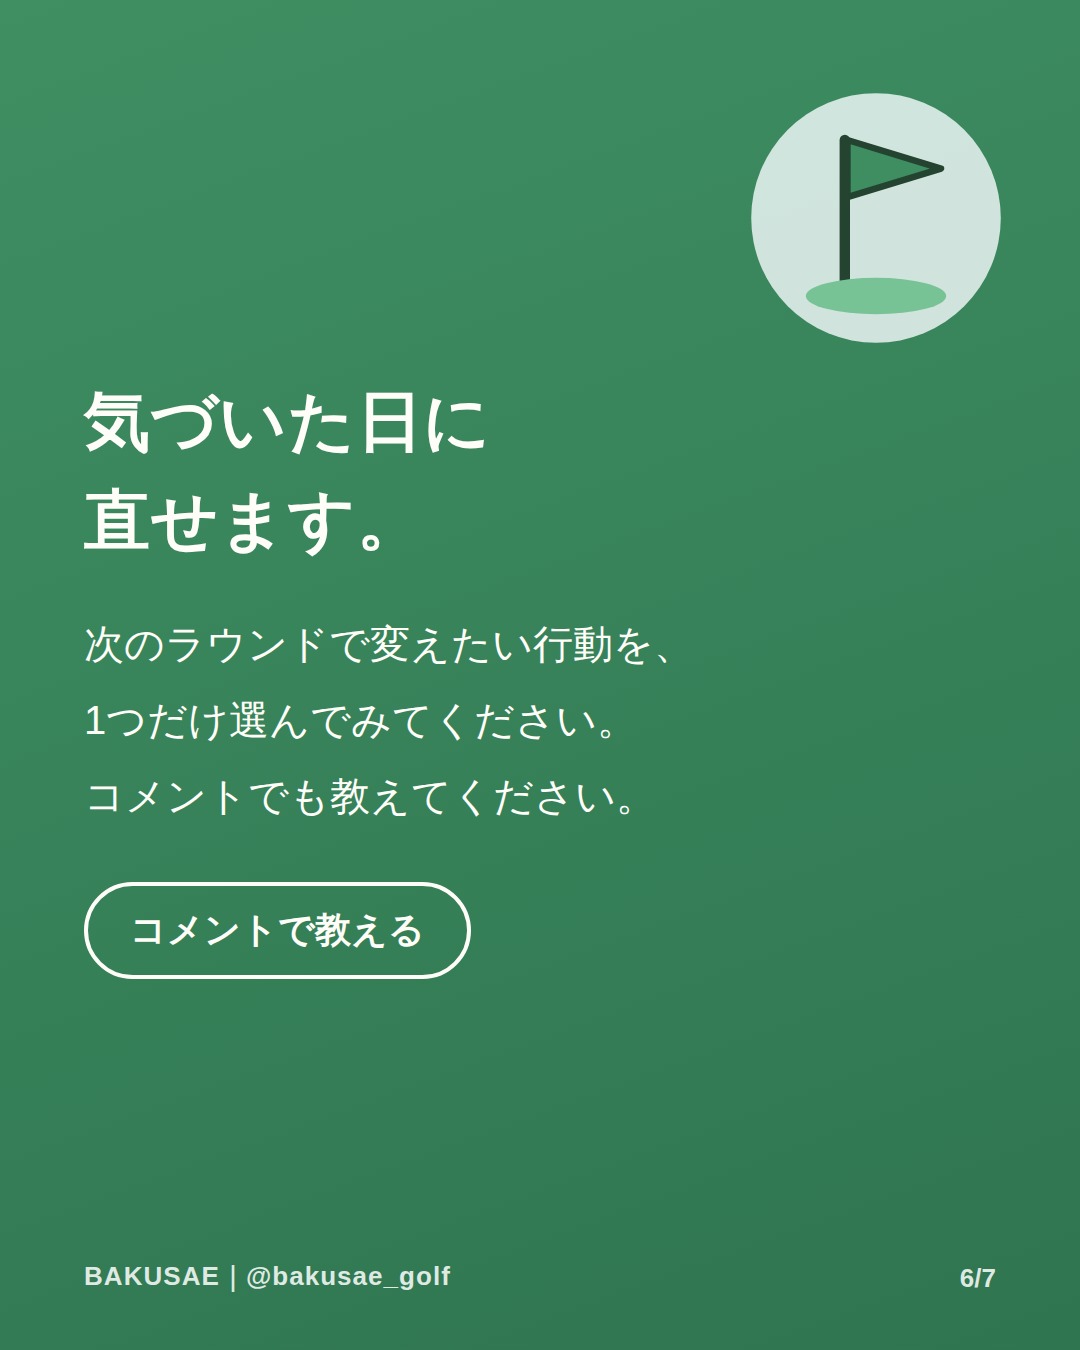 気づいた日に
直せます。
次のラウンドで変えたい行動を、
1つだけ選んでみてください。
コメントでも教えてください。
コメントで教える
BAKUSAE | @bakusae_golf
6/7